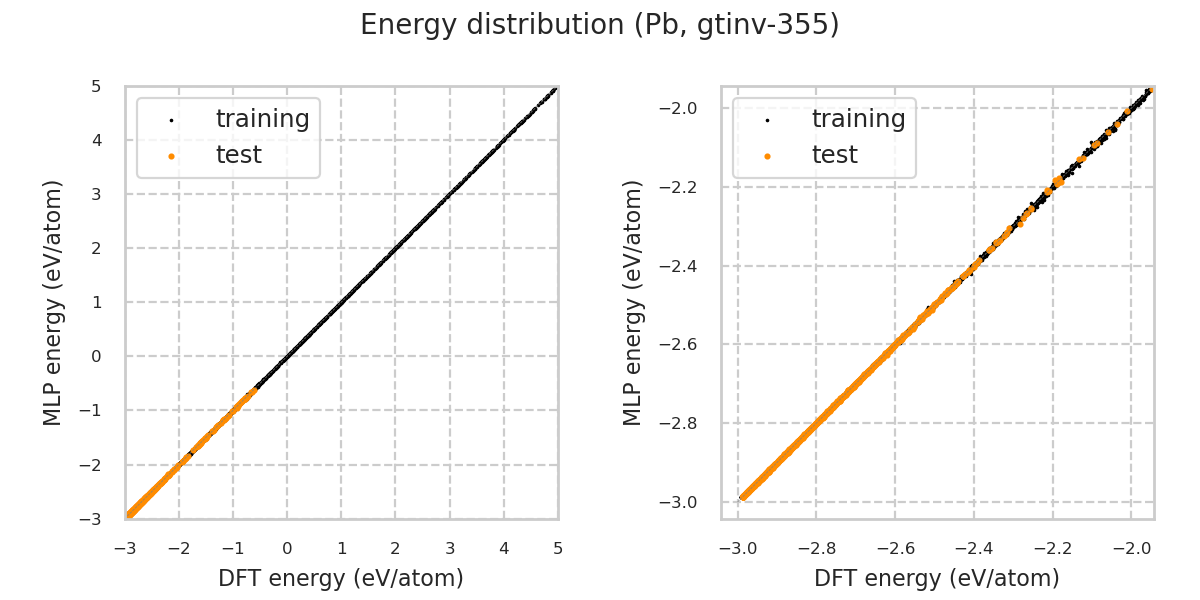 Energy distribution (Pb, gtinv-355)
training
test
5
4
3
2
1
0
−1
−2
−3
−3 −2 −1 0 1 2 3 4 5
MLP energy (eV/atom)
DFT energy (eV/atom)
training
test
−2.0
−2.2
−2.4
−2.6
−2.8
−3.0
−3.0 −2.8 −2.6 −2.4 −2.2 −2.0
MLP energy (eV/atom)
DFT energy (eV/atom)